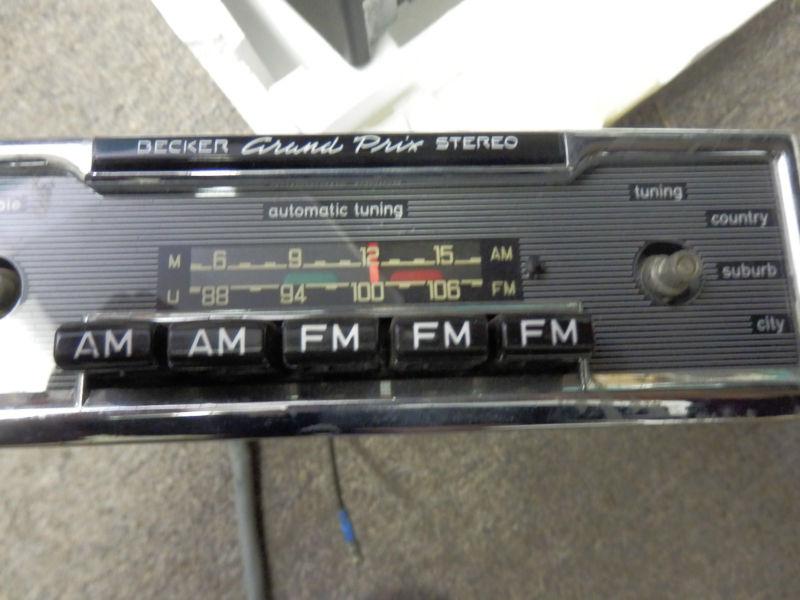 BECKER Grand Prix STEREO
tuning
automatic tuning
country
M 6 9 12 15 AM
suburb
U 88 94 100 106 FM
city
AM AM FM FM FM